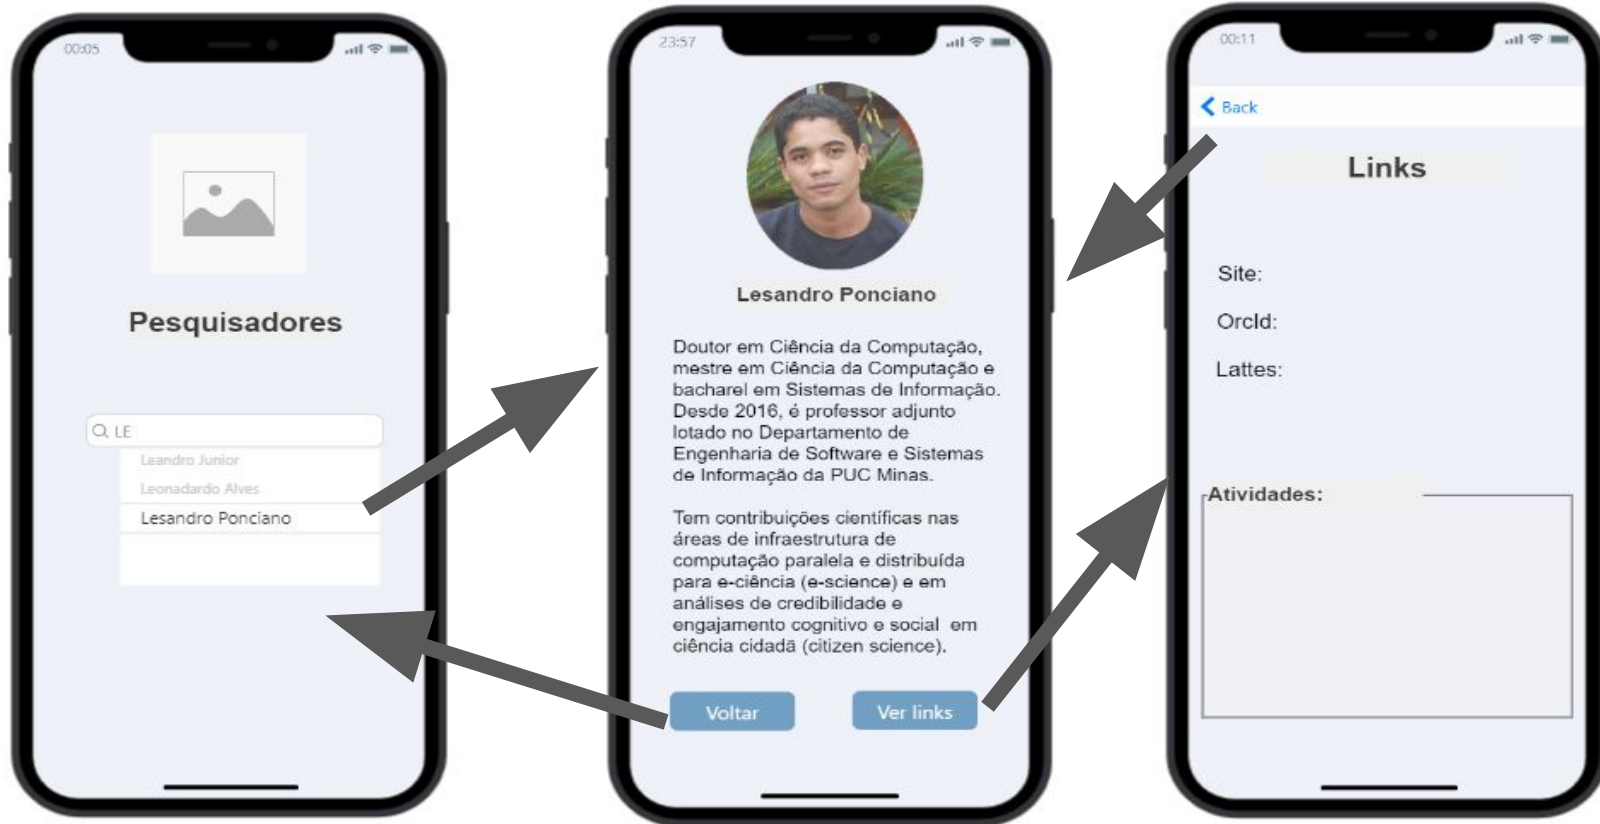 00:05
Pesquisadores
LE
Leandro Junior
Leonadardo Alves
Lesandro Ponciano
23:57
Lesandro Ponciano
Doutor em Ciência da Computação,
mestre em Ciência da Computação e
bacharel em Sistemas de Informação.
Desde 2016, é professor adjunto
lotado no Departamento de
Engenharia de Software e Sistemas
de Informação da PUC Minas.
Tem contribuições científicas nas
áreas de infraestrutura de
computação paralela e distribuída
para e-ciência (e-science) e em
análises de credibilidade e
engajamento cognitivo e social em
ciência cidadã (citizen science).
Voltar
Ver links
00:11
Back
Links
Site:
OrcId:
Lattes:
Atividades: